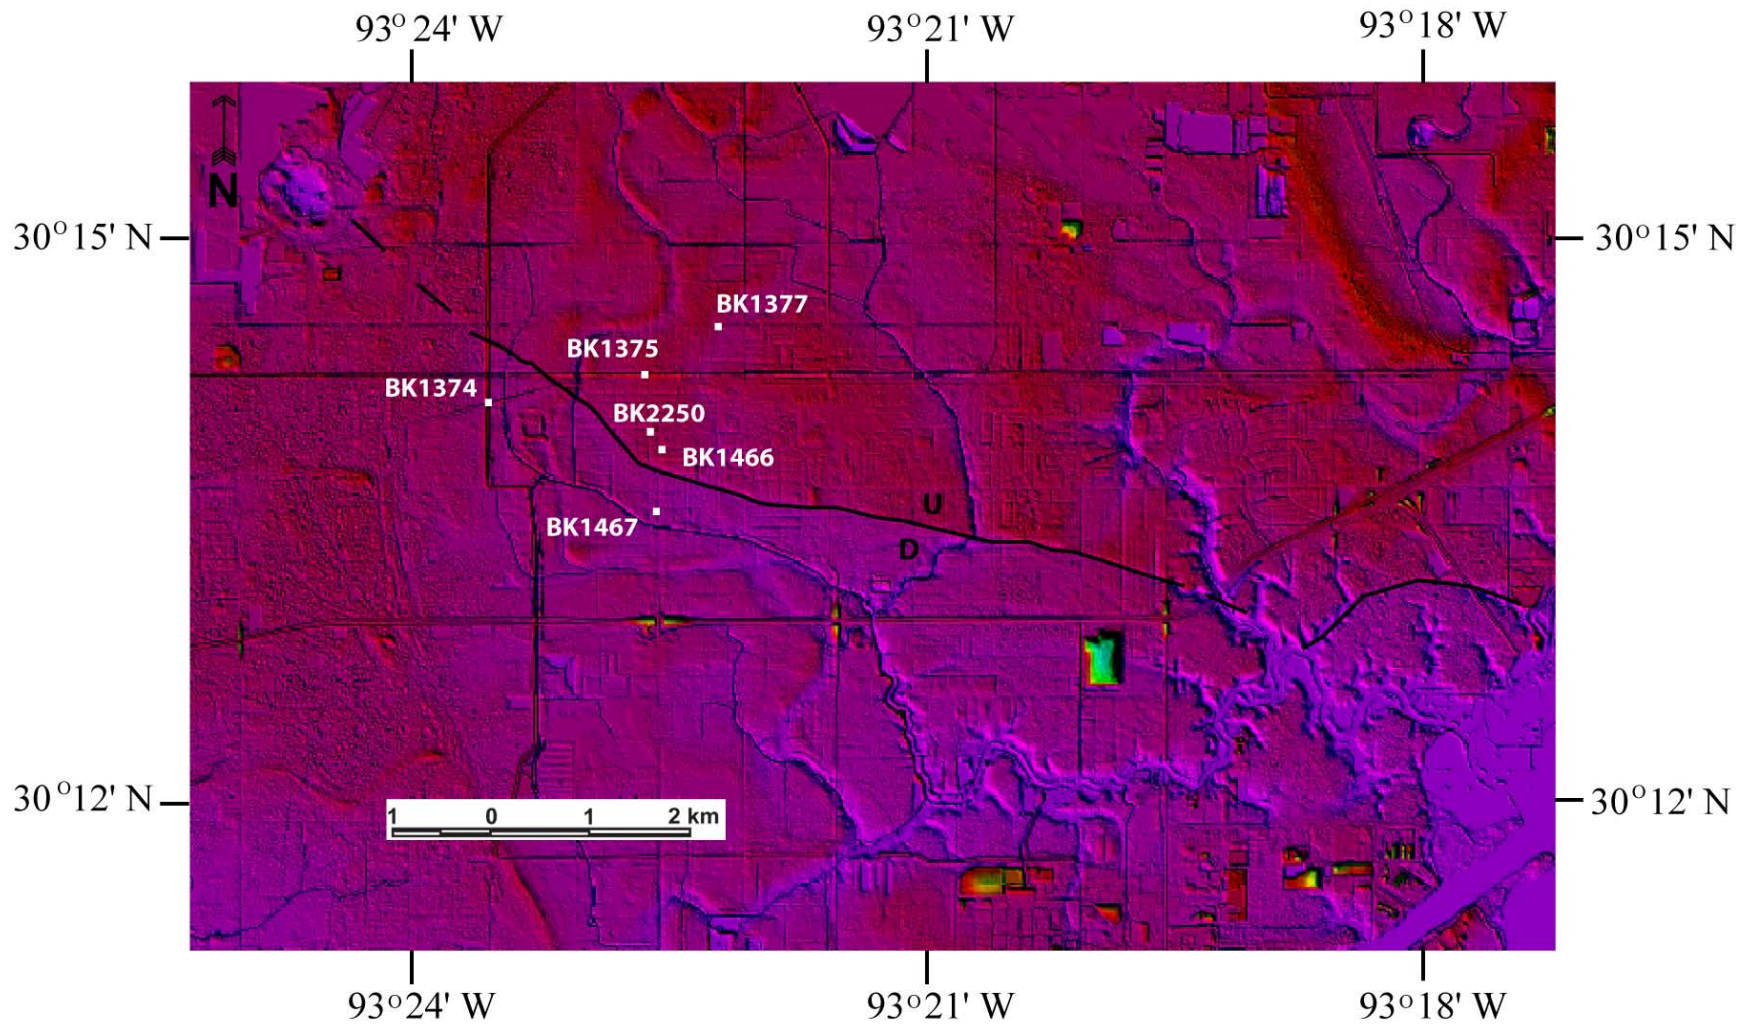 93° 24' W 93° 21' W 93° 18' W
N
30° 15' N 30° 15' N
BK1377
BK1375
BK1374
BK2250
BK1466
U
BK1467
D
30° 12' N 30° 12' N
1 0 1 2 km
93° 24' W 93° 21' W 93° 18' W